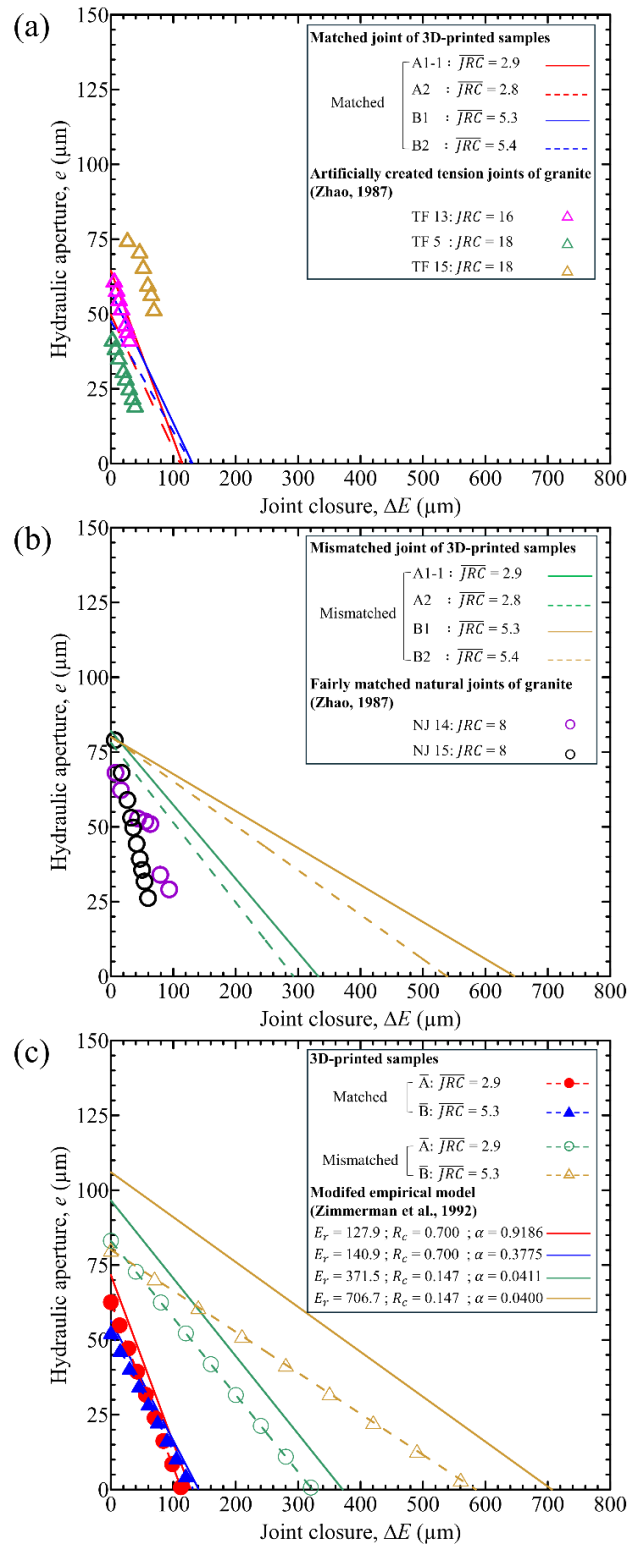 (a)
Matched joint of 3D-printed samples
Matched
A1-1 : JRC = 2.9
A2 : JRC = 2.8
B1 : JRC = 5.3
B2 : JRC = 5.4
Artificially created tension joints of granite
(Zhao, 1987)
TF 13: JRC = 16
TF 5: JRC = 18
TF 15: JRC = 18
150
125
100
75
50
25
0
Hydraulic aperture, e (μm)
0 100 200 300 400 500 600 700 800
Joint closure, ΔE (μm)
(b)
Mismatched joint of 3D-printed samples
Mismatched
A1-1 : JRC = 2.9
A2 : JRC = 2.8
B1 : JRC = 5.3
B2 : JRC = 5.4
Fairly matched natural joints of granite
(Zhao, 1987)
NJ 14: JRC = 8
NJ 15: JRC = 8
150
125
100
75
50
25
0
Hydraulic aperture, e (μm)
0 100 200 300 400 500 600 700 800
Joint closure, ΔE (μm)
(c)
3D-printed samples
Matched
A̅: JRC = 2.9
B̅: JRC = 5.3
Mismatched
A̅: JRC = 2.9
B̅: JRC = 5.3
Modifed empirical model
(Zimmerman et al., 1992)
E_r = 127.9 ; R_c = 0.700 ; α = 0.9186
E_r = 140.9 ; R_c = 0.700 ; α = 0.3775
E_r = 371.5 ; R_c = 0.147 ; α = 0.0411
E_r = 706.7 ; R_c = 0.147 ; α = 0.0400
150
125
100
75
50
25
0
Hydraulic aperture, e (μm)
0 100 200 300 400 500 600 700 800
Joint closure, ΔE (μm)